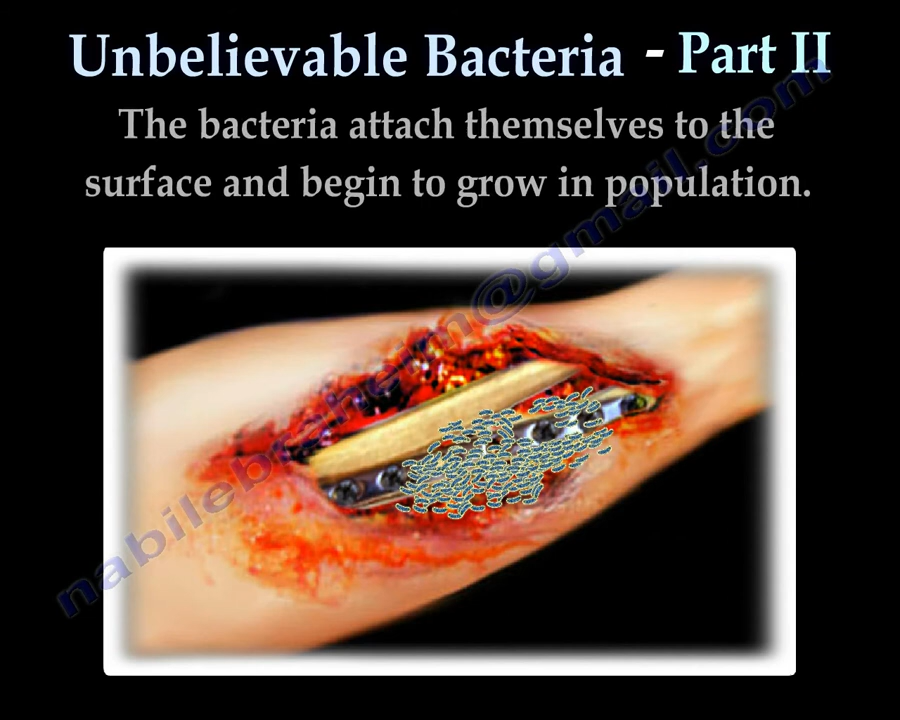 Unbelievable Bacteria - Part II
The bacteria attach themselves to the
surface and begin to grow in population.
nabilebraheim@gmail.com